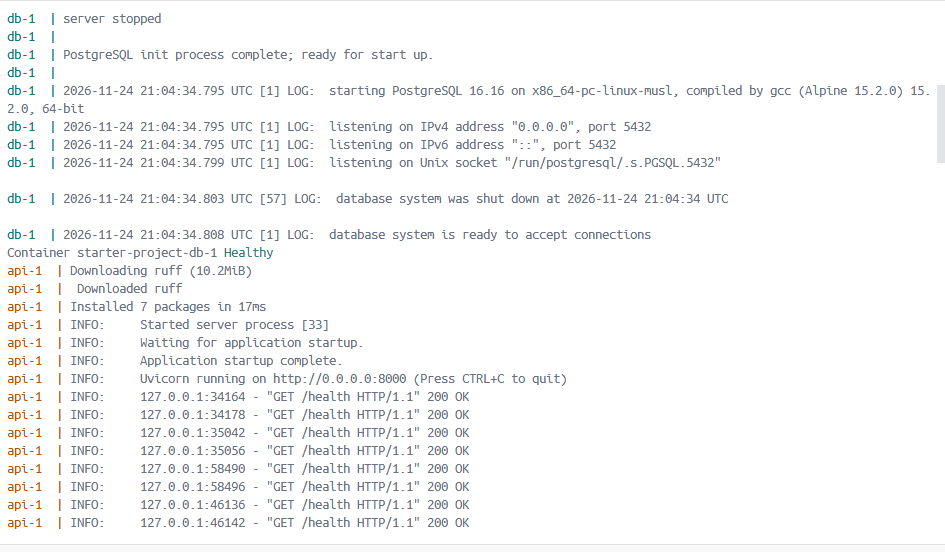 db-1  | server stopped
db-1  |
db-1  | PostgreSQL init process complete; ready for start up.
db-1  |
db-1  | 2026-11-24 21:04:34.795 UTC [1] LOG:  starting PostgreSQL 16.16 on x86_64-pc-linux-musl, compiled by gcc (Alpine 15.2.0) 15.
2.0, 64-bit
db-1  | 2026-11-24 21:04:34.795 UTC [1] LOG:  listening on IPv4 address "0.0.0.0", port 5432
db-1  | 2026-11-24 21:04:34.795 UTC [1] LOG:  listening on IPv6 address "::", port 5432
db-1  | 2026-11-24 21:04:34.799 UTC [1] LOG:  listening on Unix socket "/run/postgresql/.s.PGSQL.5432"
db-1  | 2026-11-24 21:04:34.803 UTC [57] LOG:  database system was shut down at 2026-11-24 21:04:34 UTC
db-1  | 2026-11-24 21:04:34.808 UTC [1] LOG:  database system is ready to accept connections
Container starter-project-db-1 Healthy
api-1  | Downloading ruff (10.2MiB)
api-1  |  Downloaded ruff
api-1  | Installed 7 packages in 17ms
api-1  | INFO:     Started server process [33]
api-1  | INFO:     Waiting for application startup.
api-1  | INFO:     Application startup complete.
api-1  | INFO:     Uvicorn running on http://0.0.0.0:8000 (Press CTRL+C to quit)
api-1  | INFO:     127.0.0.1:34164 - "GET /health HTTP/1.1" 200 OK
api-1  | INFO:     127.0.0.1:34178 - "GET /health HTTP/1.1" 200 OK
api-1  | INFO:     127.0.0.1:35042 - "GET /health HTTP/1.1" 200 OK
api-1  | INFO:     127.0.0.1:35056 - "GET /health HTTP/1.1" 200 OK
api-1  | INFO:     127.0.0.1:58490 - "GET /health HTTP/1.1" 200 OK
api-1  | INFO:     127.0.0.1:58496 - "GET /health HTTP/1.1" 200 OK
api-1  | INFO:     127.0.0.1:46136 - "GET /health HTTP/1.1" 200 OK
api-1  | INFO:     127.0.0.1:46142 - "GET /health HTTP/1.1" 200 OK